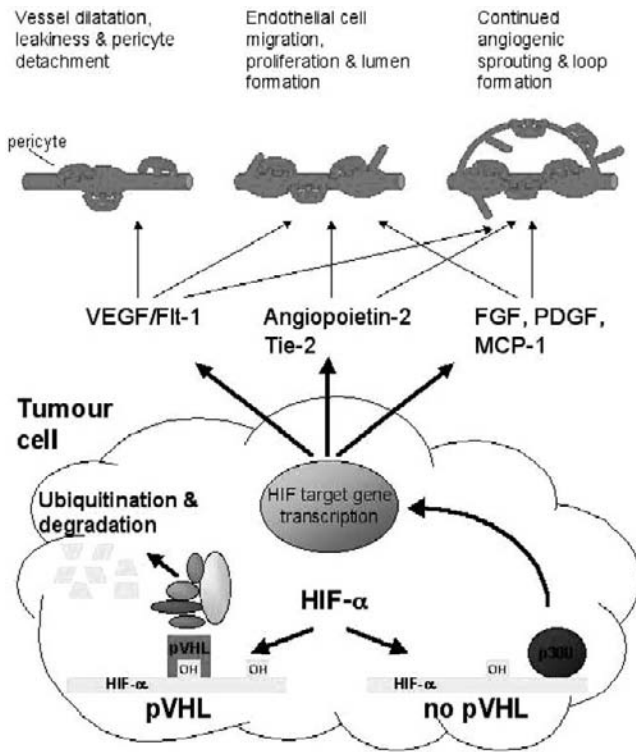 Vessel dilatation,
leakiness & pericyte
detachment
Endothelial cell
migration,
proliferation & lumen
formation
Continued
angiogenic
sprouting & loop
formation
pericyte
VEGF/Flt-1
Angiopoietin-2
Tie-2
FGF, PDGF,
MCP-1
Tumour
cell
HIF target gene
transcription
Ubiquitination &
degradation
HIF-α
pVHL
OH
OH
HIF-α
pVHL
p300
OH
HIF-α
no pVHL